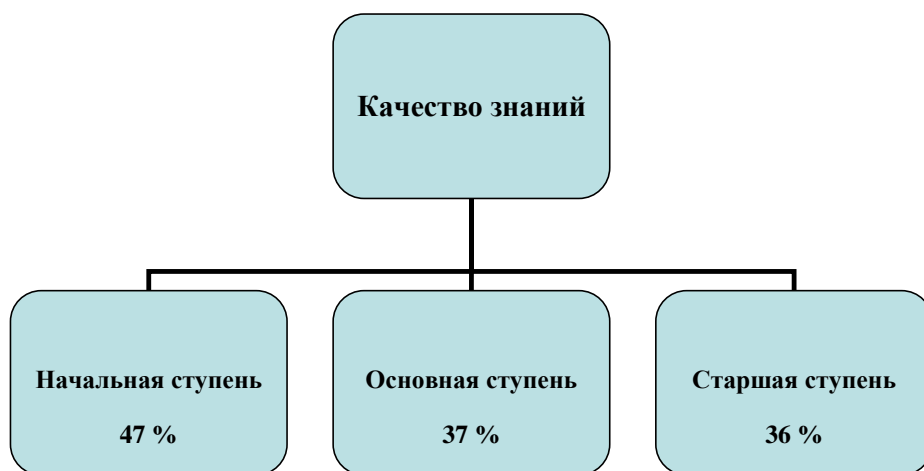 Качество знаний
Начальная ступень
47 %
Основная ступень
37 %
Старшая ступень
36 %